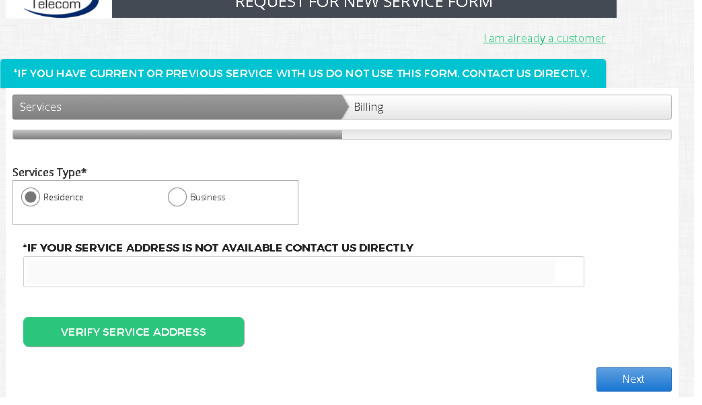 Telecom
REQUEST FOR NEW SERVICE FORM
I am already a customer
*IF YOU HAVE CURRENT OR PREVIOUS SERVICE WITH US DO NOT USE THIS FORM. CONTACT US DIRECTLY.
Services
Billing
Services Type*
Residence
Business
*IF YOUR SERVICE ADDRESS IS NOT AVAILABLE CONTACT US DIRECTLY
VERIFY SERVICE ADDRESS
Next